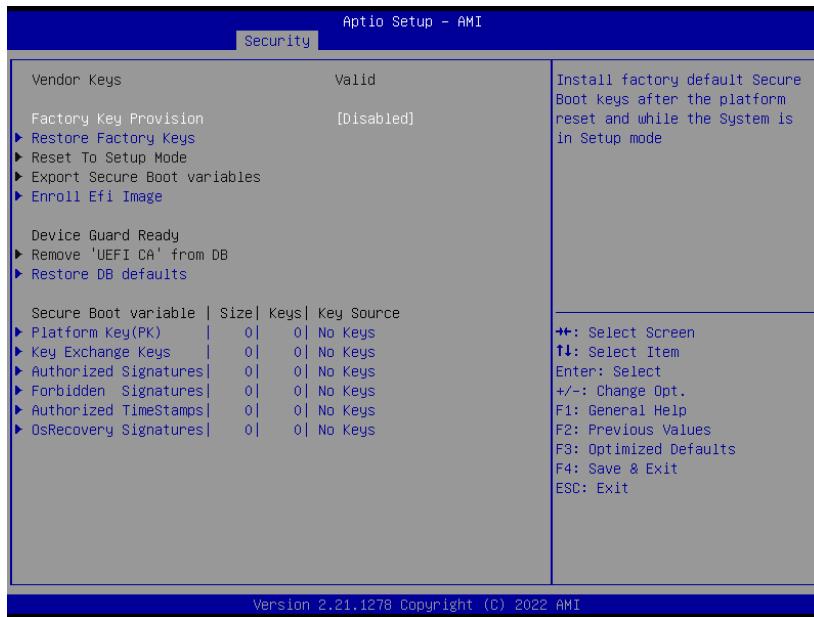 Aptio Setup - AMI
Security
Vendor Keys Valid
Factory Key Provision [Disabled]
Restore Factory Keys
Reset To Setup Mode
Export Secure Boot variables
Enroll Efi Image
Device Guard Ready
Remove 'UEFI CA' from DB
Restore DB defaults
Secure Boot variable | Size| Keys| Key Source
Platform Key(PK) | 0| 0| No Keys
Key Exchange Keys | 0| 0| No Keys
Authorized Signatures| 0| 0| No Keys
Forbidden Signatures| 0| 0| No Keys
Authorized TimeStamps| 0| 0| No Keys
OsRecovery Signatures| 0| 0| No Keys
Install factory default Secure
Boot keys after the platform
reset and while the System is
in Setup mode
→←: Select Screen
↑↓: Select Item
Enter: Select
+/-: Change Opt.
F1: General Help
F2: Previous Values
F3: Optimized Defaults
F4: Save & Exit
ESC: Exit
Version 2.21.1278 Copyright (C) 2022 AMI